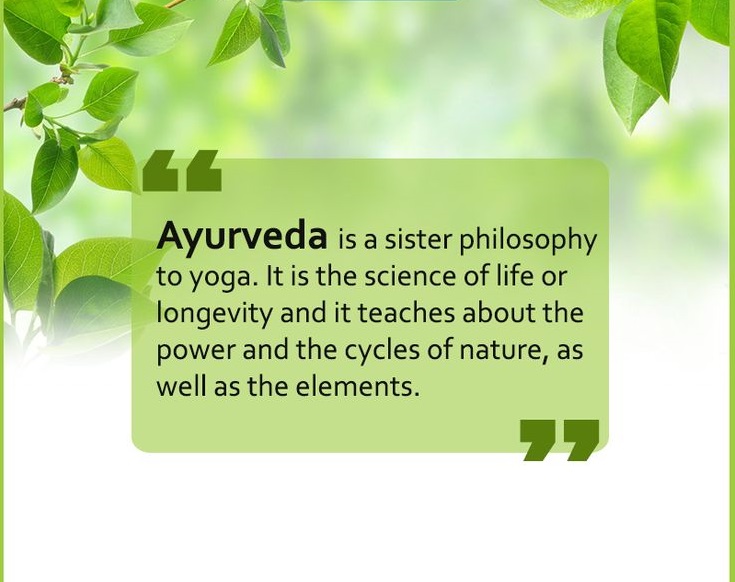 Ayurveda is a sister philosophy
to yoga. It is the science of life or
longevity and it teaches about the
power and the cycles of nature, as
well as the elements.